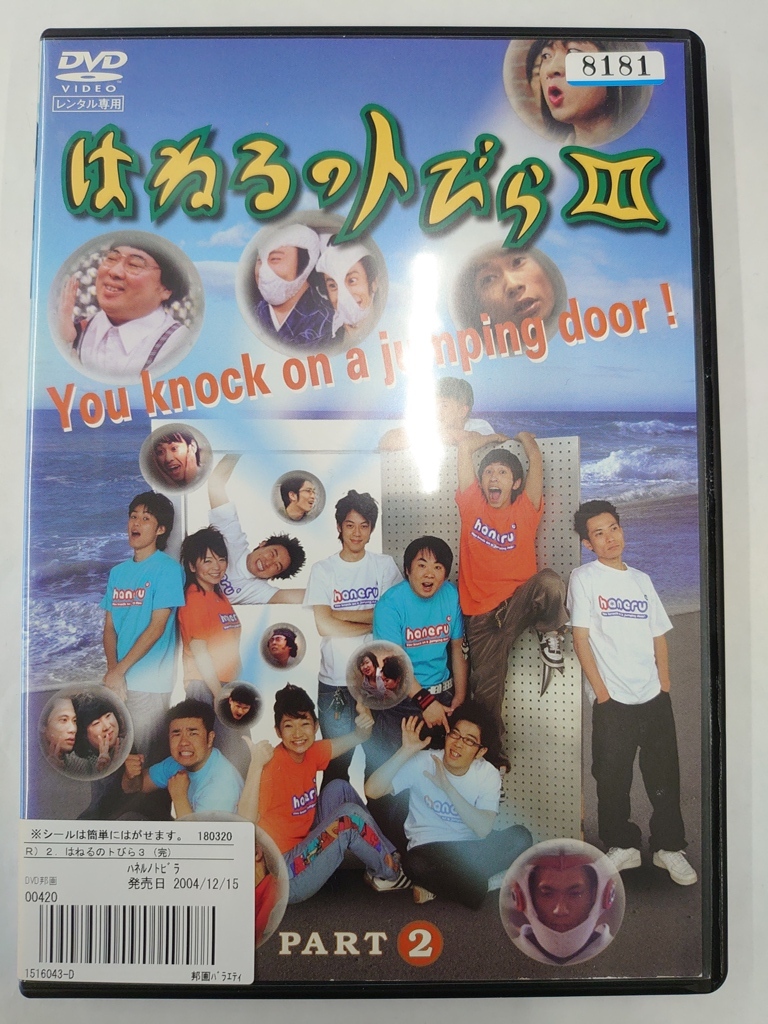 DVD
VIDEO
レンタル専用
8181
はねるのトびらIII
You knock on a jumping door !
haneru
haneru
haneru
haneru
haneru
PART 2
※シールは簡単にはがせます。 180320
R) 2. はねるのトびら3 (完)
ハネルノトビラ
DVD邦画
発売日 2004/12/15
00420
1516043-D
邦画バラエティ